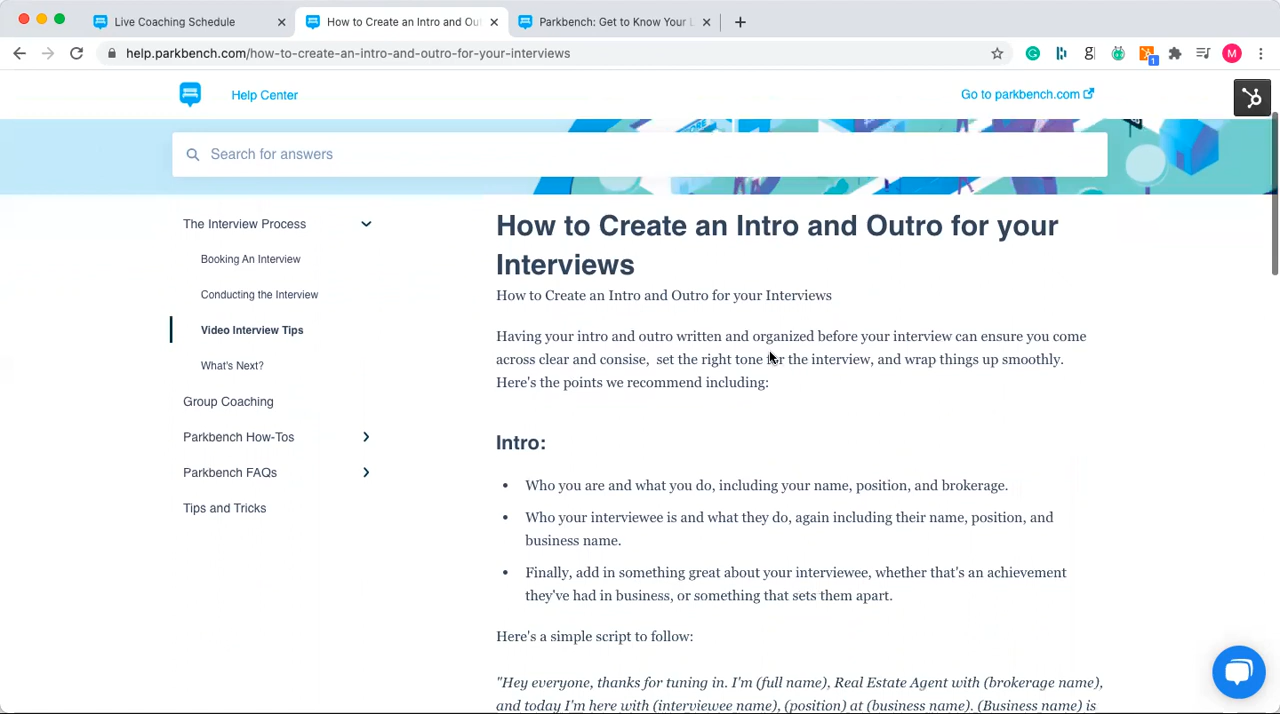 Live Coaching Schedule
How to Create an Intro and Ou
Parkbench: Get to Know Your
help.parkbench.com/how-to-create-an-intro-and-outro-for-your-interviews
1
M
Help Center
Go to parkbench.com
Search for answers
The Interview Process
Booking An Interview
Conducting the Interview
Video Interview Tips
What's Next?
Group Coaching
Parkbench How-Tos
Parkbench FAQs
Tips and Tricks
How to Create an Intro and Outro for your
Interviews
How to Create an Intro and Outro for your Interviews
Having your intro and outro written and organized before your interview can ensure you come
across clear and consise, set the right tone for the interview, and wrap things up smoothly.
Here's the points we recommend including:
Intro:
• Who you are and what you do, including your name, position, and brokerage.
• Who your interviewee is and what they do, again including their name, position, and
business name.
• Finally, add in something great about your interviewee, whether that's an achievement
they've had in business, or something that sets them apart.
Here's a simple script to follow:
"Hey everyone, thanks for tuning in. I'm (full name), Real Estate Agent with (brokerage name),
and today I'm here with (interviewee name), (position) at (business name). (Business name) is